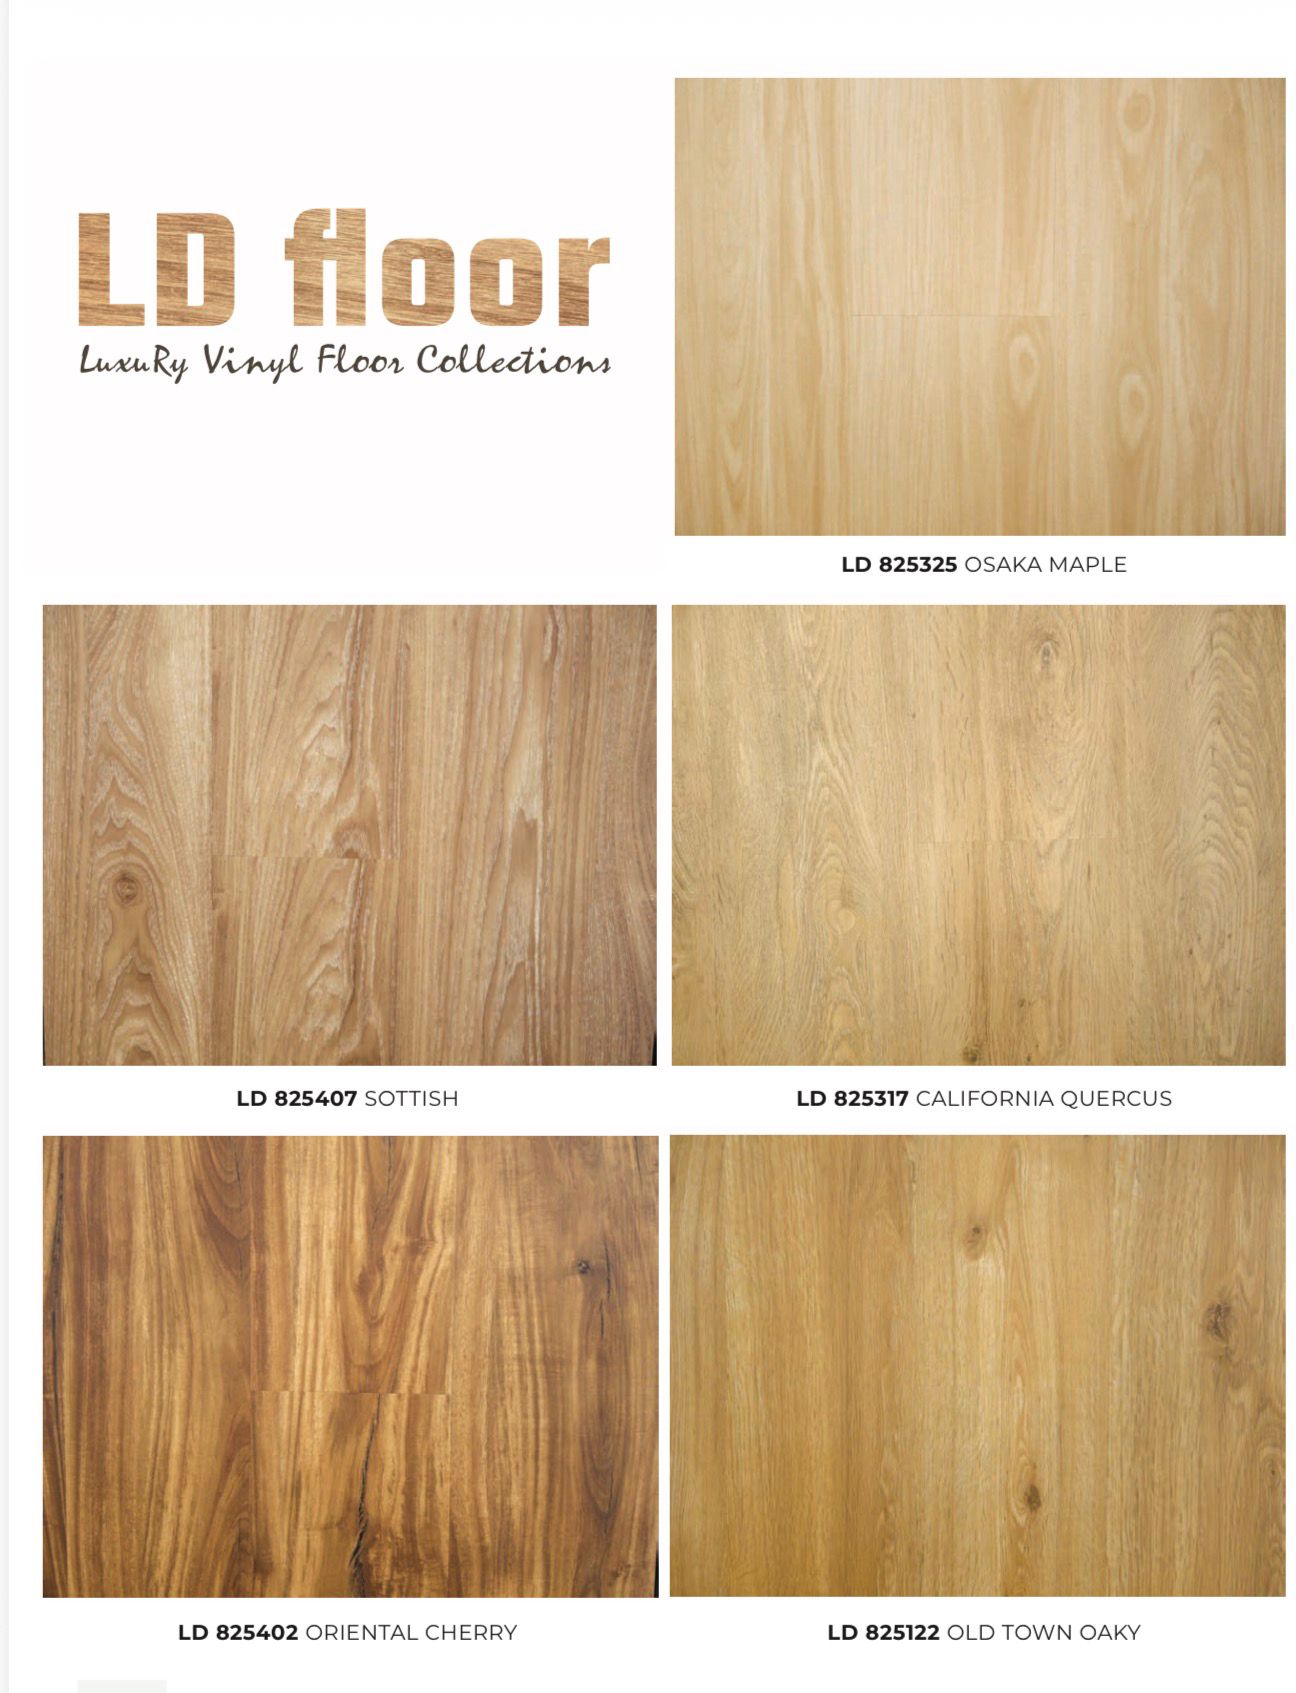 LD floor
LuxuRy Vinyl Floor Collections
LD 825325 OSAKA MAPLE
LD 825407 SOTTISH
LD 825317 CALIFORNIA QUERCUS
LD 825402 ORIENTAL CHERRY
LD 825122 OLD TOWN OAKY